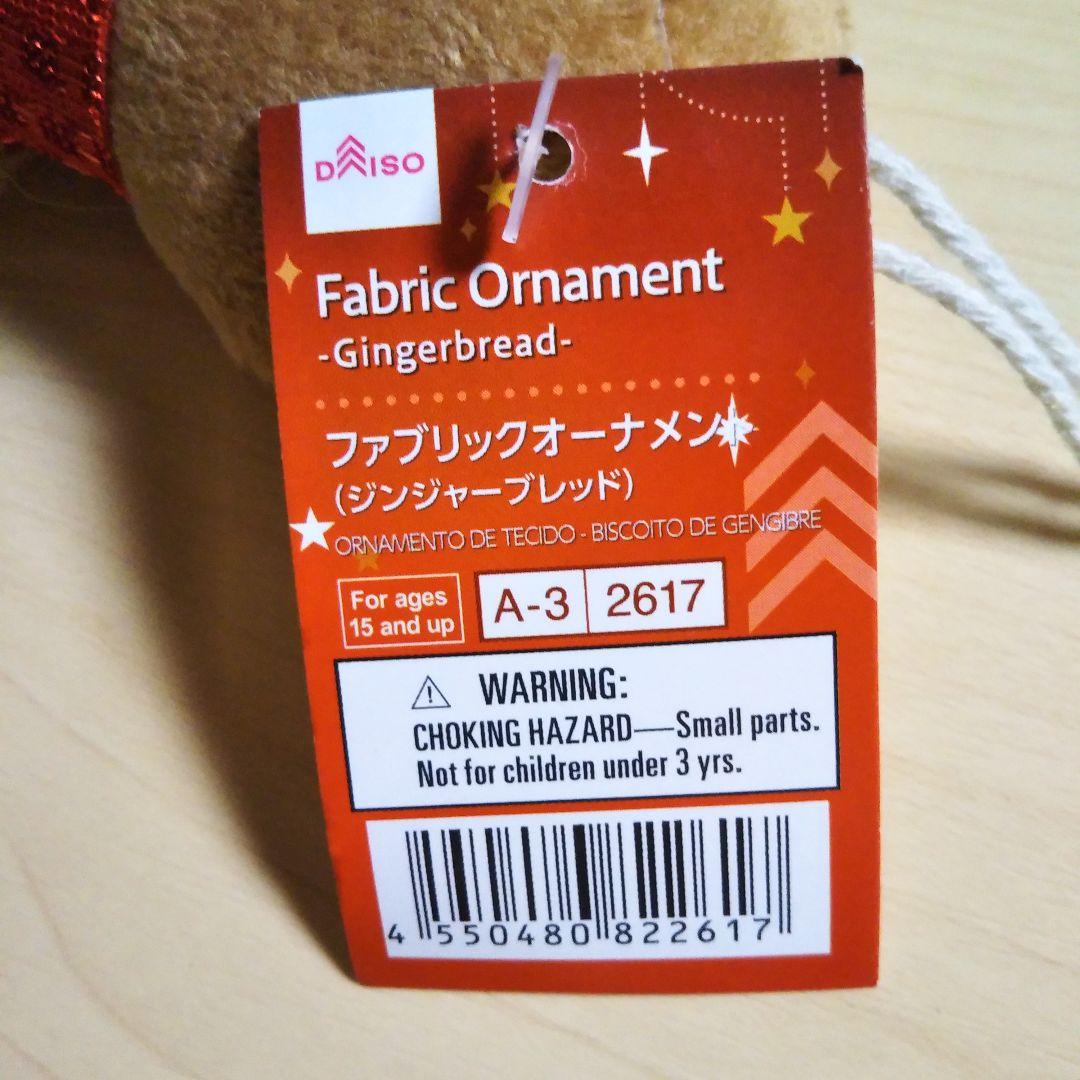 DAISO
Fabric Ornament
-Gingerbread-
ファブリックオーナメント
（ジンジャーブレッド）
ORNAMENTO DE TECIDO - BISCOITO DE GENGIBRE
For ages
15 and up
A-3 2617
WARNING:
CHOKING HAZARD—Small parts.
Not for children under 3 yrs.
4 550480 822617